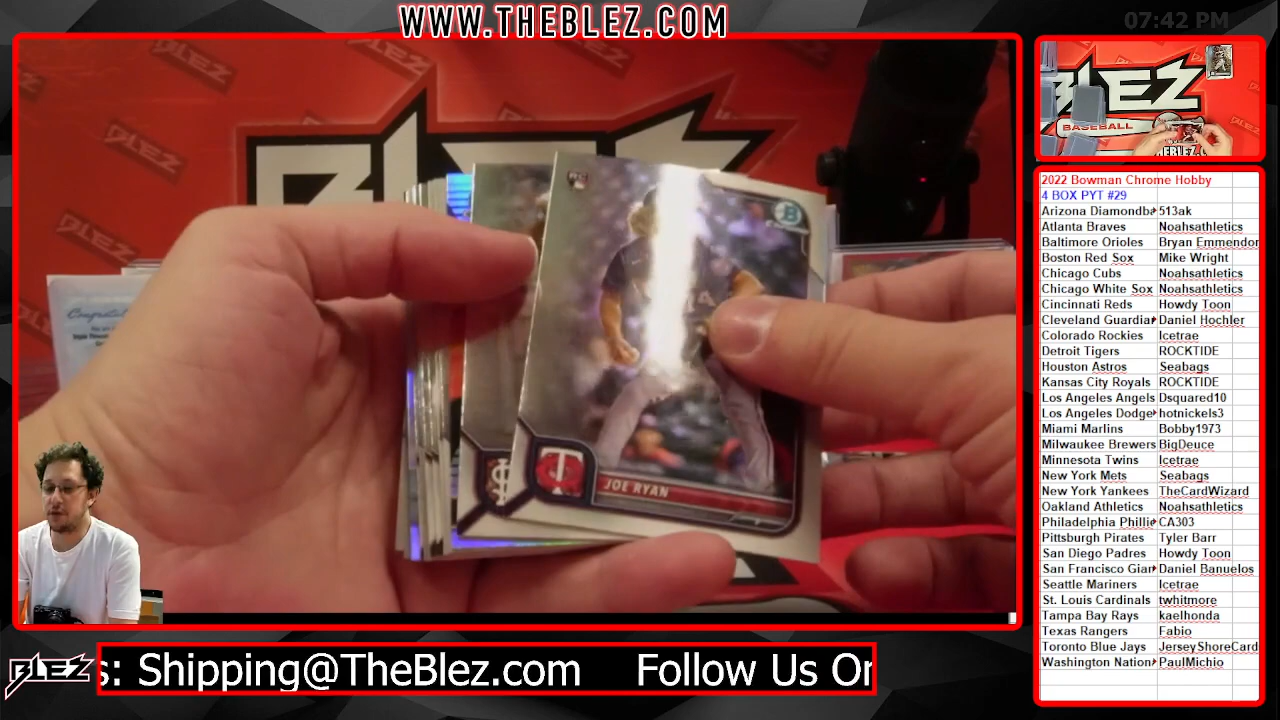 WWW.THEBLEZ.COM
07:42 PM
BLEZ
BLEZ
BLEZ
BASEBALL
RC
B
JOE RYAN
2022 Bowman Chrome Hobby
4 BOX PYT #29
Arizona Diamondba 513ak
Atlanta Braves Noahsathletics
Baltimore Orioles Bryan Emmendor
Boston Red Sox Mike Wright
Chicago Cubs Noahsathletics
Chicago White Sox Noahsathletics
Cincinnati Reds Howdy Toon
Cleveland Guardian Daniel Hochler
Colorado Rockies Icetrae
Detroit Tigers ROCKTIDE
Houston Astros Seabags
Kansas City Royals ROCKTIDE
Los Angeles Angels Dsquared10
Los Angeles Dodge hotnickels3
Miami Marlins Bobby1973
Milwaukee Brewers BigDeuce
Minnesota Twins Icetrae
New York Mets Seabags
New York Yankees TheCardWizard
Oakland Athletics Noahsathletics
Philadelphia Phillie CA303
Pittsburgh Pirates Tyler Barr
San Diego Padres Howdy Toon
San Francisco Gian Daniel Banuelos
Seattle Mariners Icetrae
St. Louis Cardinals twhitmore
Tampa Bay Rays kaelhonda
Texas Rangers Fabio
Toronto Blue Jays JerseyShoreCard
Washington Nation PaulMichio
BLEZ
s: Shipping@TheBlez.com Follow Us Or